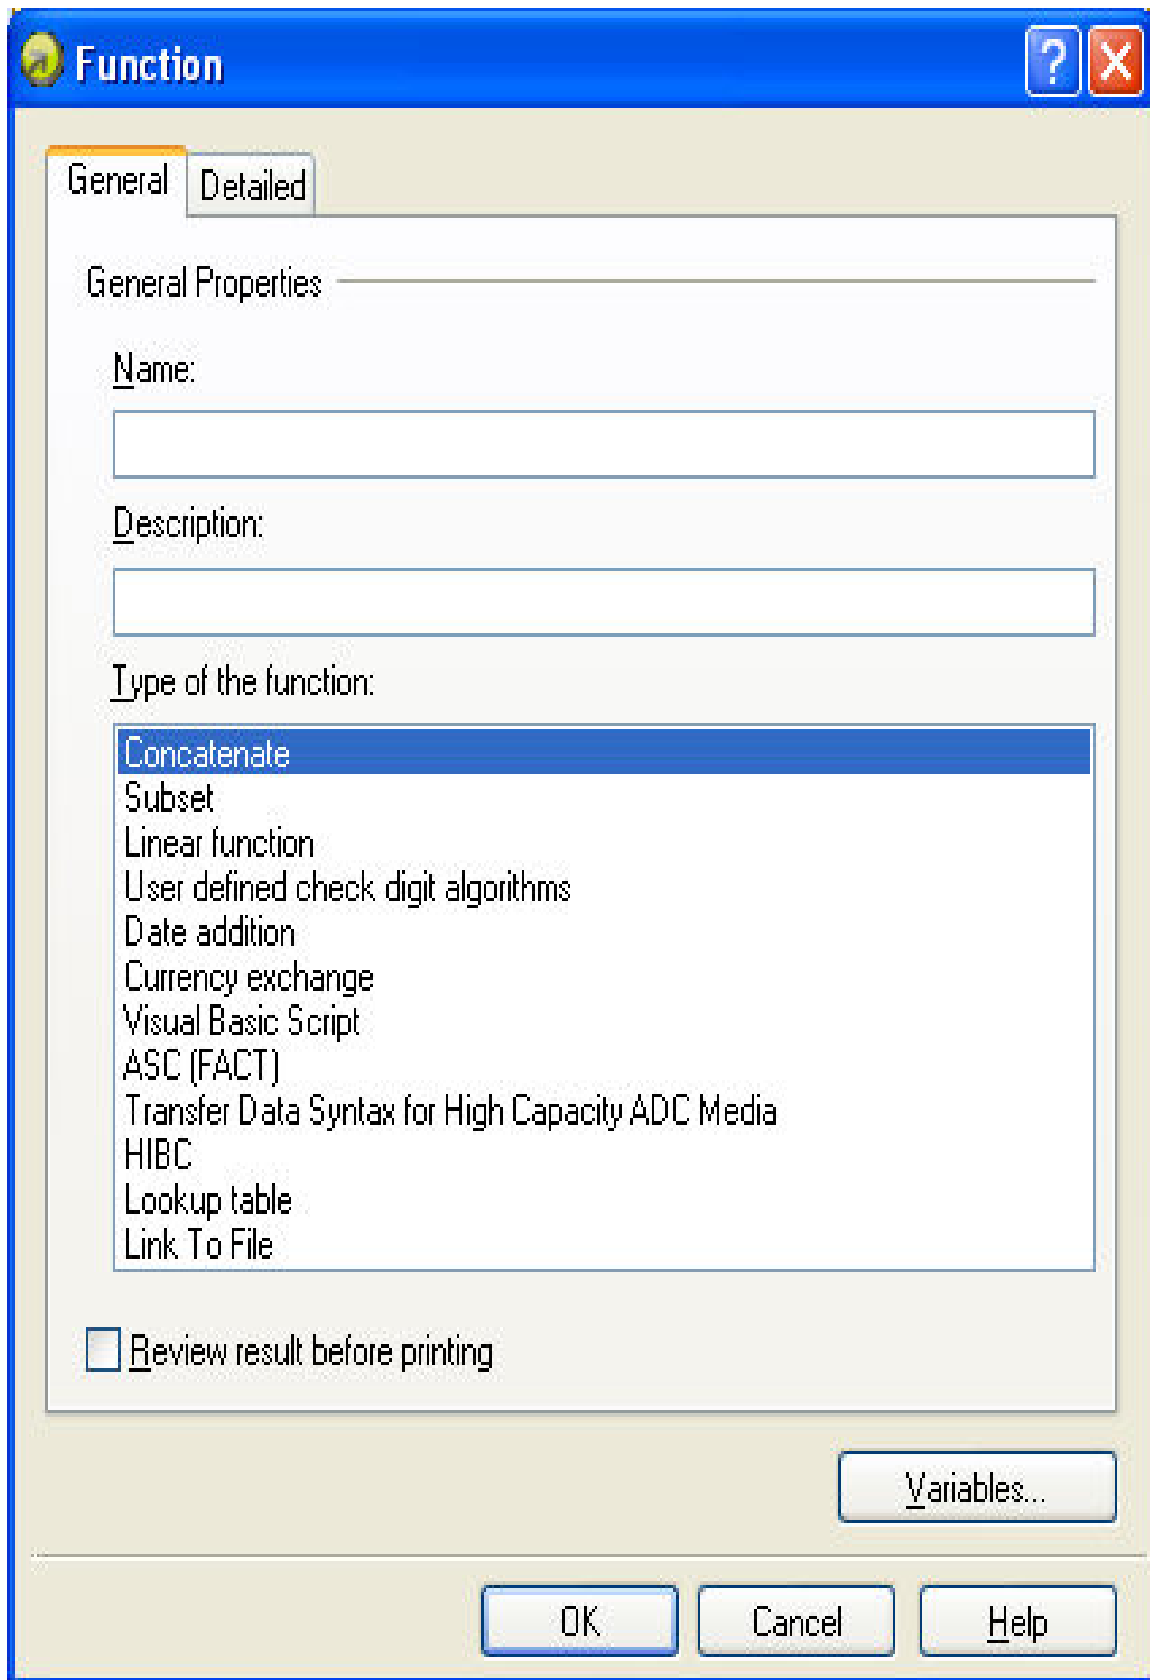 Function
General Detailed
General Properties
Name:
Description:
Type of the function:
Concatenate
Subset
Linear function
User defined check digit algorithms
Date addition
Currency exchange
Visual Basic Script
ASC (FACT)
Transfer Data Syntax for High Capacity ADC Media
HIBC
Lookup table
Link To File
Review result before printing
Variables...
OK Cancel Help